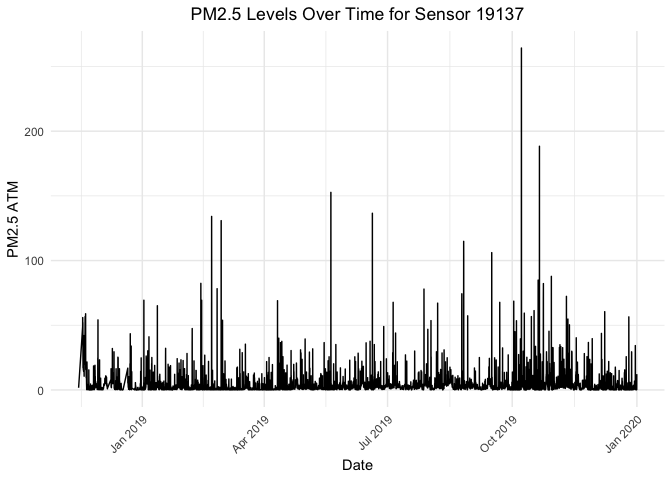 PM2.5 Levels Over Time for Sensor 19137
PM2.5 ATM
200
100
0
Jan 2019
Apr 2019
Jul 2019
Oct 2019
Jan 2020
Date